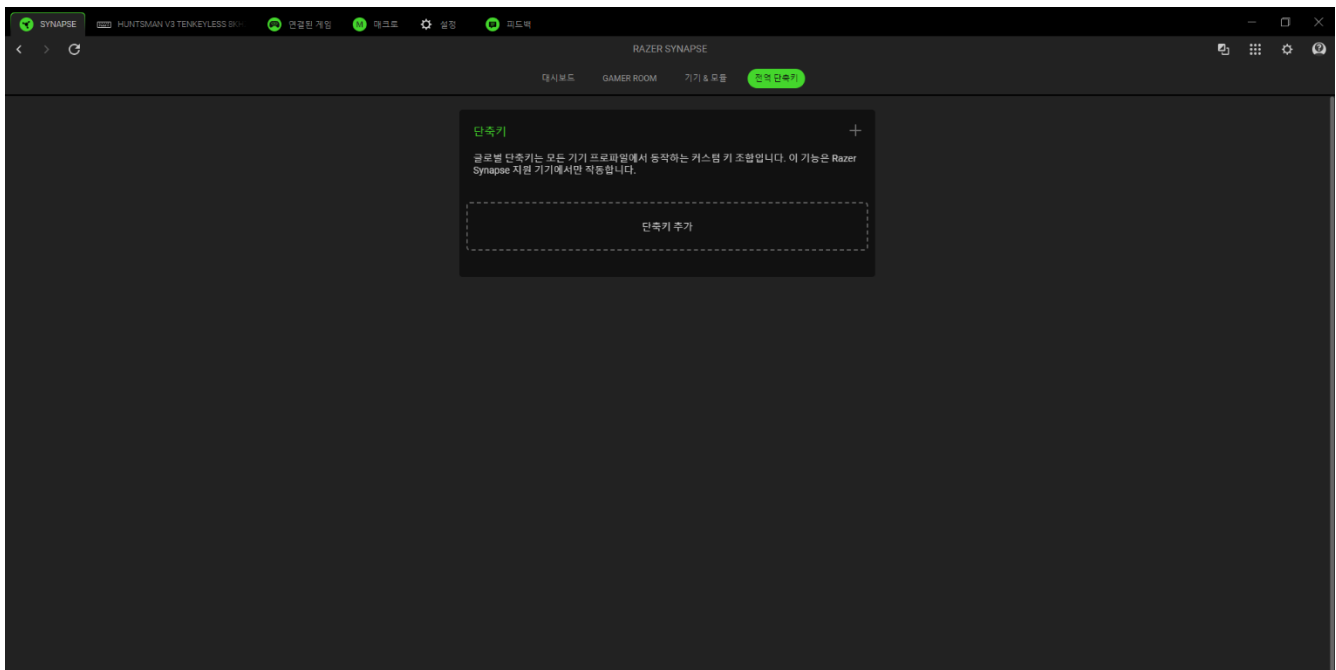 SYNAPSE
HUNTSMAN V3 TENKEYLESS 8KH
연결된 게임
M
매크로
설정
피드백
RAZER SYNAPSE
대시보드
GAMER ROOM
기기 & 모듈
전역 단축키
단축키
글로벌 단축키는 모든 기기 프로파일에서 동작하는 커스텀 키 조합입니다. 이 기능은 Razer
Synapse 지원 기기에서만 작동합니다.
단축키 추가